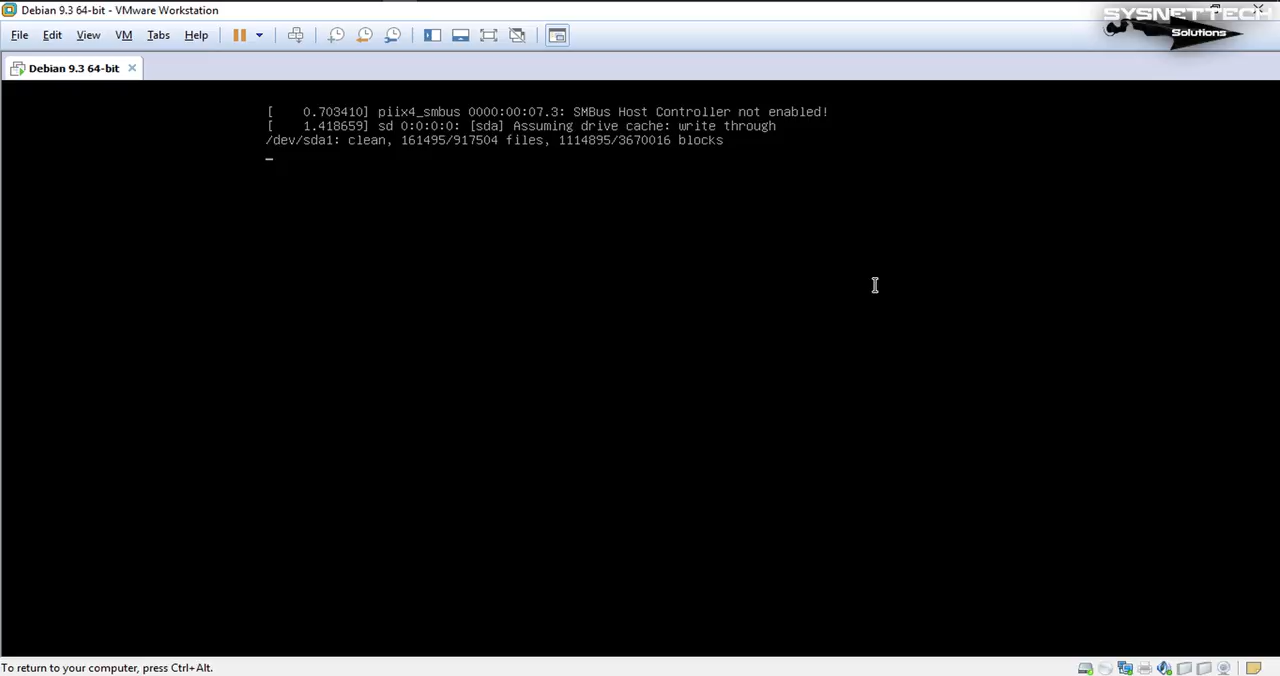 Debian 9.3 64-bit - VMware Workstation
SYSNETTECH
Solutions
File Edit View VM Tabs Help
Debian 9.3 64-bit
[    0.703410] piix4_smbus 0000:00:07.3: SMBus Host Controller not enabled!
[    1.418659] sd 0:0:0:0: [sda] Assuming drive cache: write through
/dev/sda1: clean, 161495/917504 files, 1114895/3670016 blocks
To return to your computer, press Ctrl+Alt.